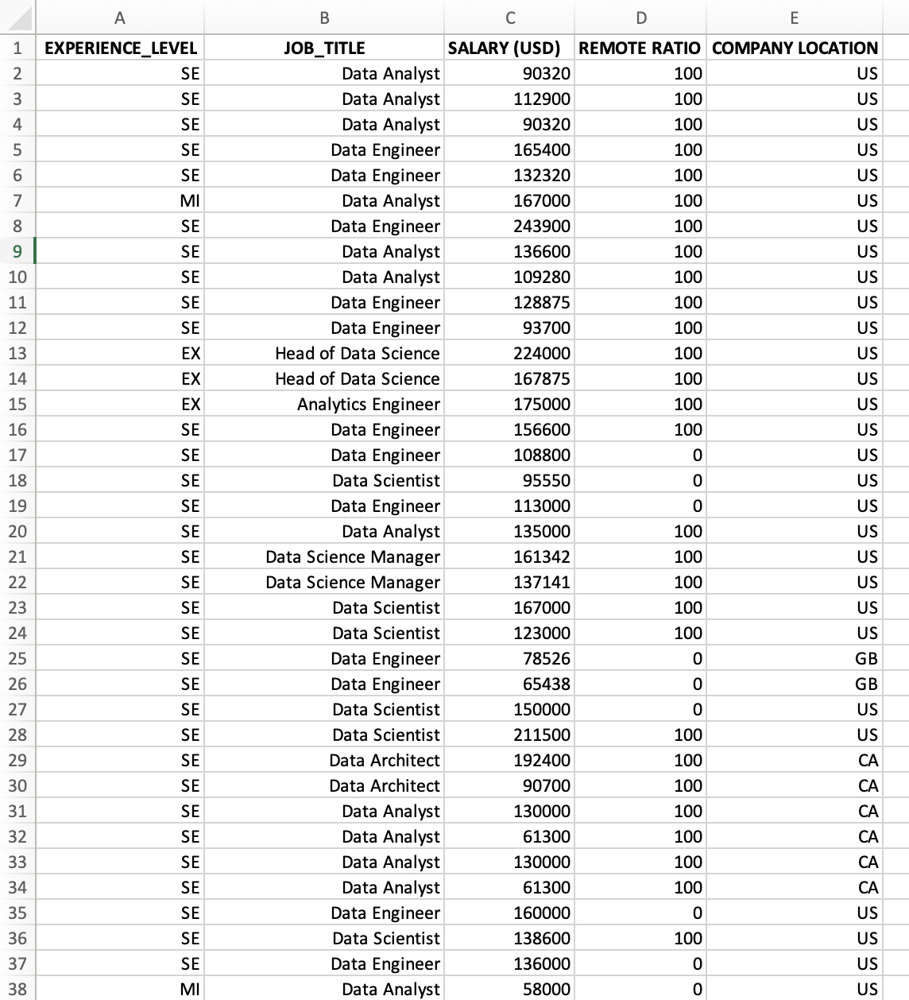 A B C D E
1 EXPERIENCE_LEVEL JOB_TITLE SALARY (USD) REMOTE RATIO COMPANY LOCATION
2 SE Data Analyst 90320 100 US
3 SE Data Analyst 112900 100 US
4 SE Data Analyst 90320 100 US
5 SE Data Engineer 165400 100 US
6 SE Data Engineer 132320 100 US
7 MI Data Analyst 167000 100 US
8 SE Data Engineer 243900 100 US
9 SE Data Analyst 136600 100 US
10 SE Data Analyst 109280 100 US
11 SE Data Engineer 128875 100 US
12 SE Data Engineer 93700 100 US
13 EX Head of Data Science 224000 100 US
14 EX Head of Data Science 167875 100 US
15 EX Analytics Engineer 175000 100 US
16 SE Data Engineer 156600 100 US
17 SE Data Engineer 108800 0 US
18 SE Data Scientist 95550 0 US
19 SE Data Engineer 113000 0 US
20 SE Data Analyst 135000 100 US
21 SE Data Science Manager 161342 100 US
22 SE Data Science Manager 137141 100 US
23 SE Data Scientist 167000 100 US
24 SE Data Scientist 123000 100 US
25 SE Data Engineer 78526 0 GB
26 SE Data Engineer 65438 0 GB
27 SE Data Scientist 150000 0 US
28 SE Data Scientist 211500 100 US
29 SE Data Architect 192400 100 CA
30 SE Data Architect 90700 100 CA
31 SE Data Analyst 130000 100 CA
32 SE Data Analyst 61300 100 CA
33 SE Data Analyst 130000 100 CA
34 SE Data Analyst 61300 100 CA
35 SE Data Engineer 160000 0 US
36 SE Data Scientist 138600 100 US
37 SE Data Engineer 136000 0 US
38 MI Data Analyst 58000 0 US